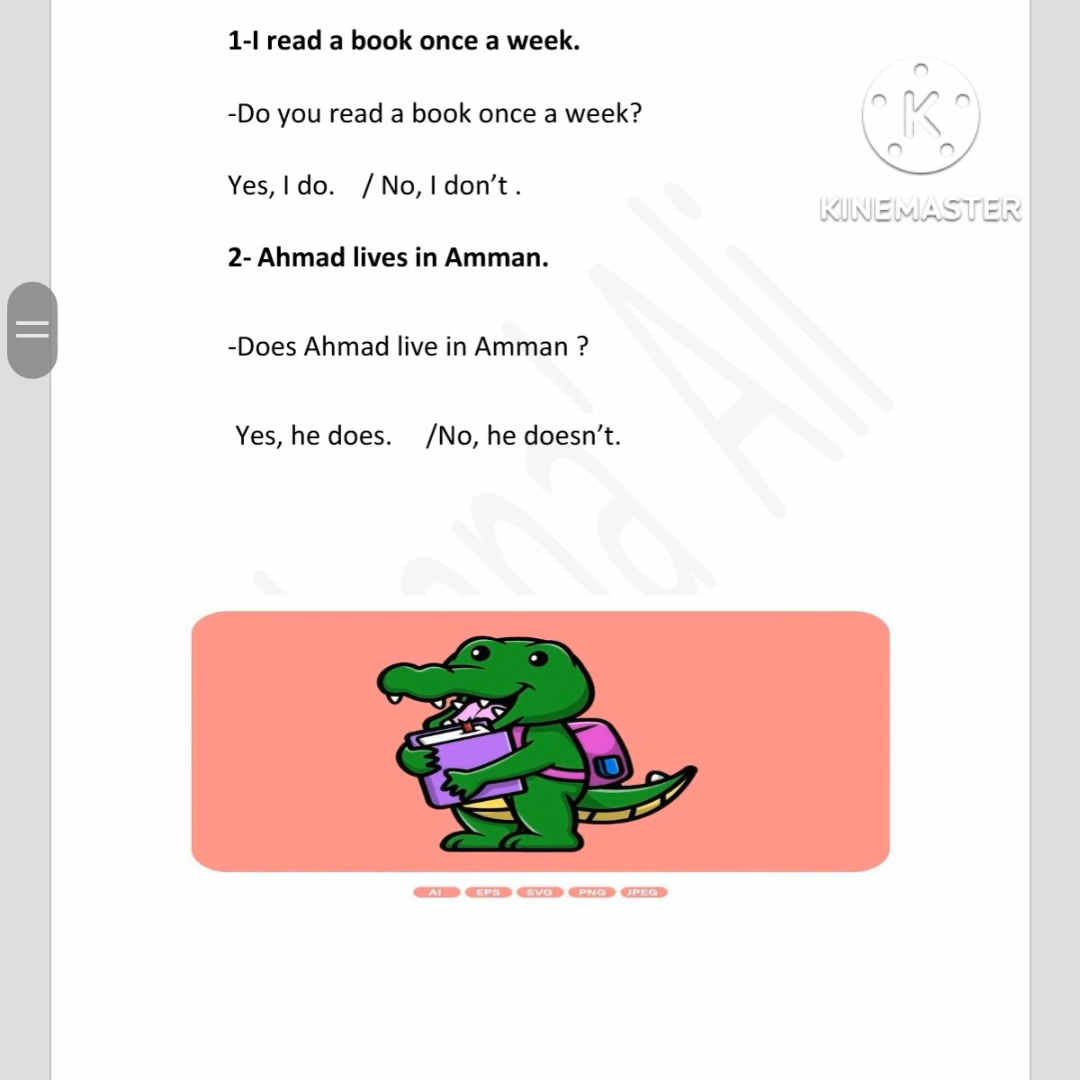 1-I read a book once a week.
-Do you read a book once a week?
Yes, I do. / No, I don’t .
KINEMASTER
2- Ahmad lives in Amman.
-Does Ahmad live in Amman ?
Yes, he does. /No, he doesn’t.
Ali
AI EPS SVG PNG JPEG